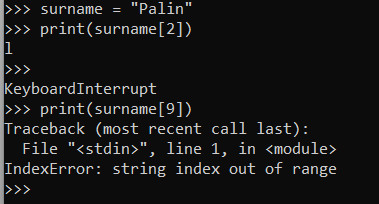 >>> surname = "Palin"
>>> print(surname[2])
l
>>>
KeyboardInterrupt
>>> print(surname[9])
Traceback (most recent call last):
  File "<stdin>", line 1, in <module>
IndexError: string index out of range
>>>